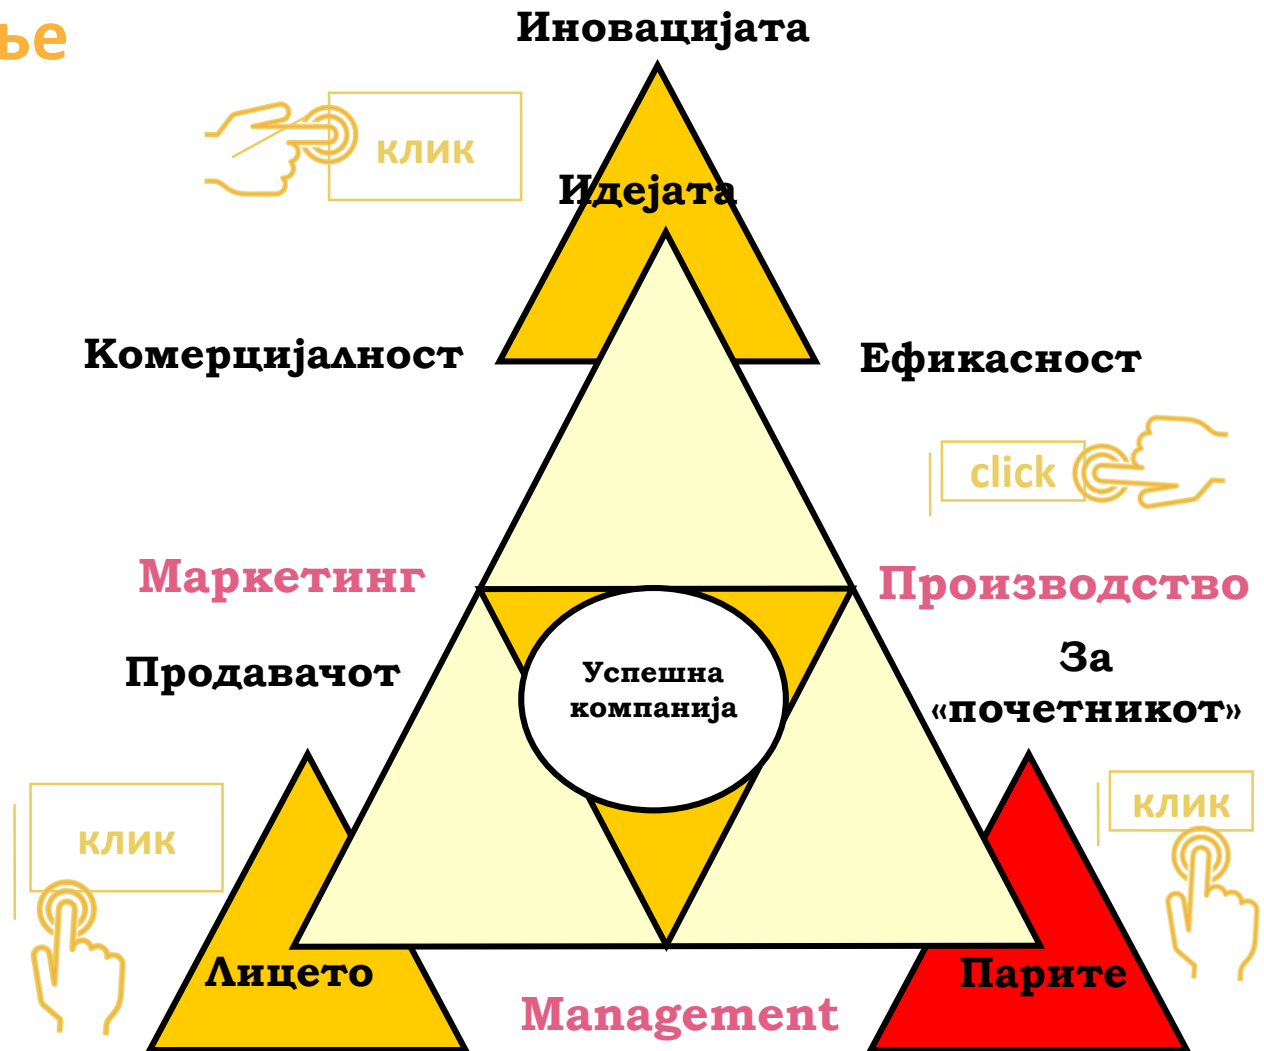 ње
Иновацијата
клик
Идејата
Комерцијалност
Ефикасност
click
Маркетинг
Производство
Продавачот
За
«почетникот»
Успешна
компанија
клик
клик
Лицето
Парите
Management